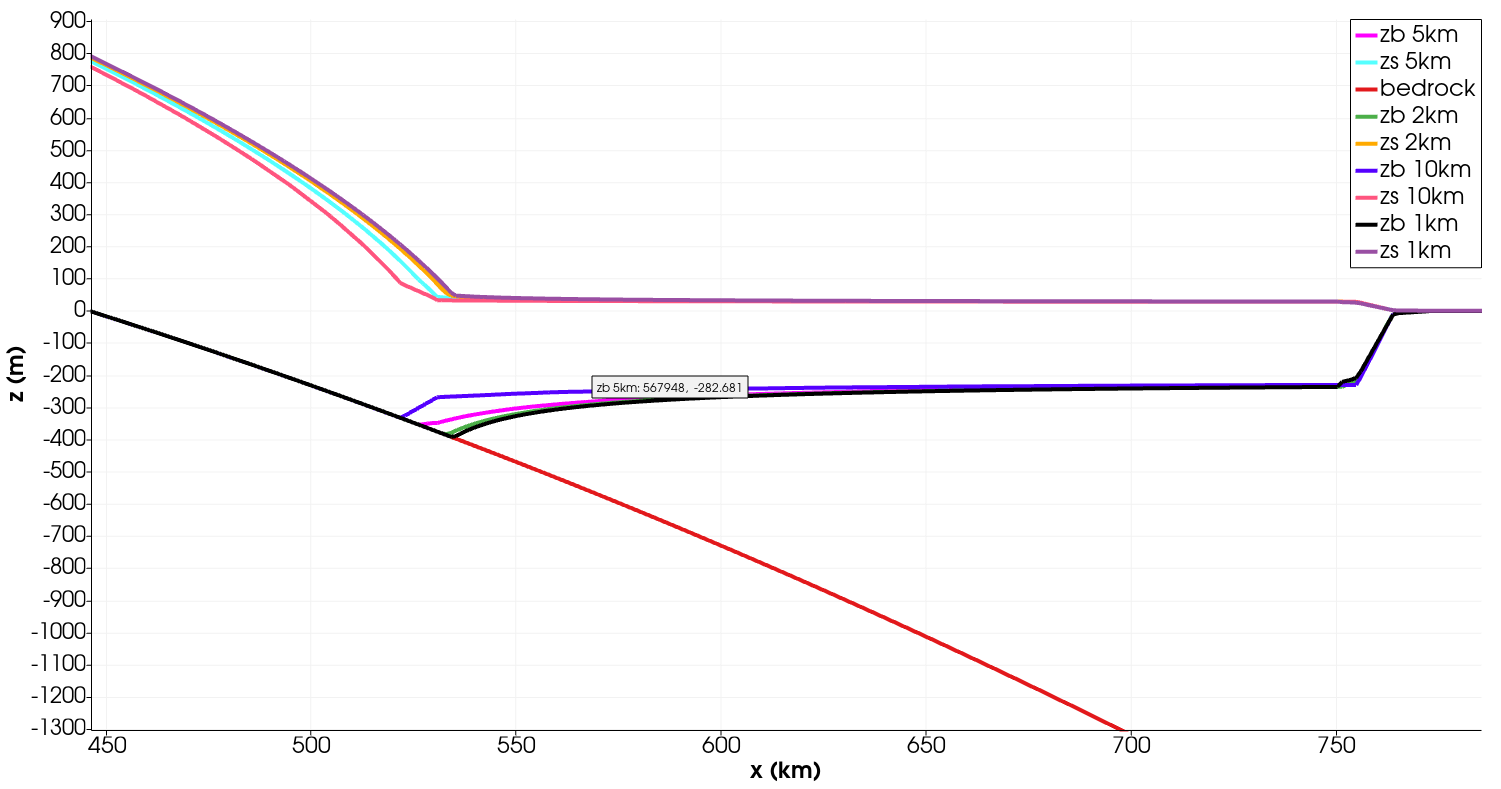 900
800
700
600
500
400
300
200
100
0
-100
-200
-300
-400
-500
-600
-700
-800
-900
-1000
-1100
-1200
-1300
z (m)
zb 5km
zs 5km
bedrock
zb 2km
zs 2km
zb 10km
zs 10km
zb 1km
zs 1km
zb 5km: 567948, -282.681
450 500 550 600 650 700 750
x (km)